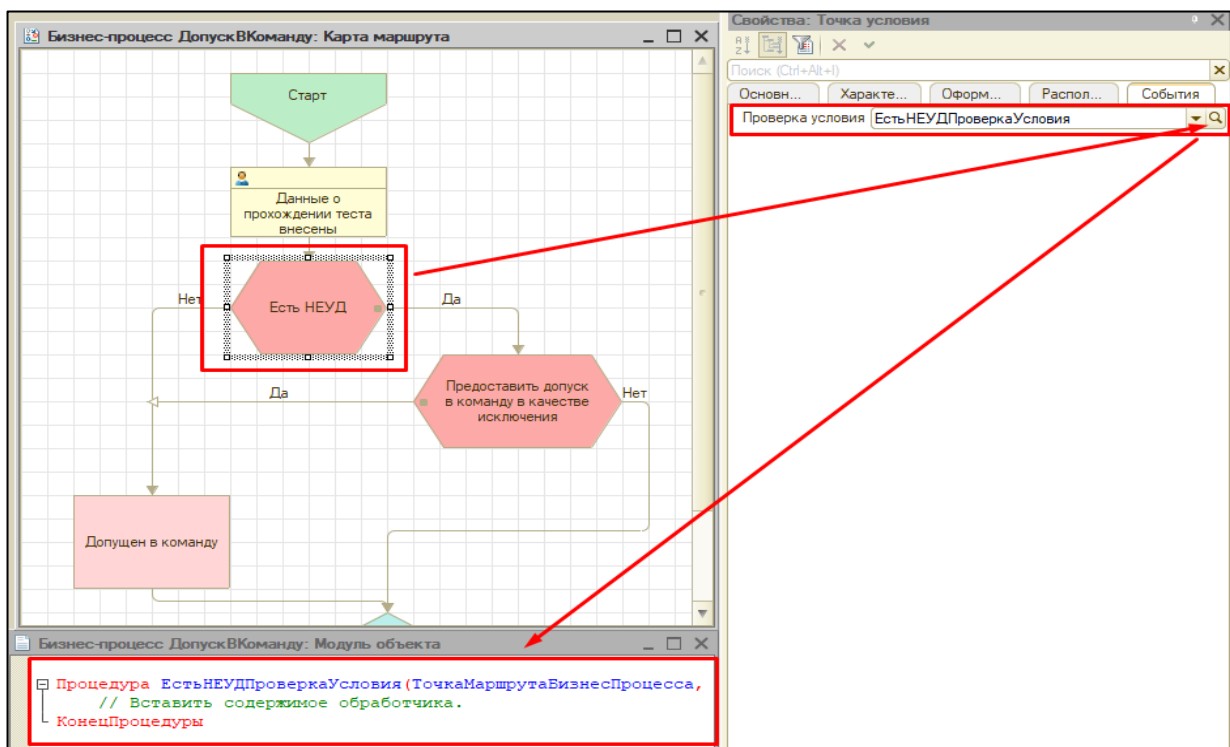 Бизнес-процесс ДопускВКоманду: Карта маршрута
Старт
Данные о
прохождении теста
внесены
Есть НЕУД
Нет
Да
Предоставить допуск
в команду в качестве
исключения
Да
Нет
Допущен в команду
Свойства: Точка условия
Поиск (Ctrl+Alt+I)
Основн... Характе... Оформ... Распол... События
Проверка условия ЕстьНЕУДПроверкаУсловия
Бизнес-процесс ДопускВКоманду: Модуль объекта
Процедура ЕстьНЕУДПроверкаУсловия(ТочкаМаршрутаБизнесПроцесса,
// Вставить содержимое обработчика.
КонецПроцедуры